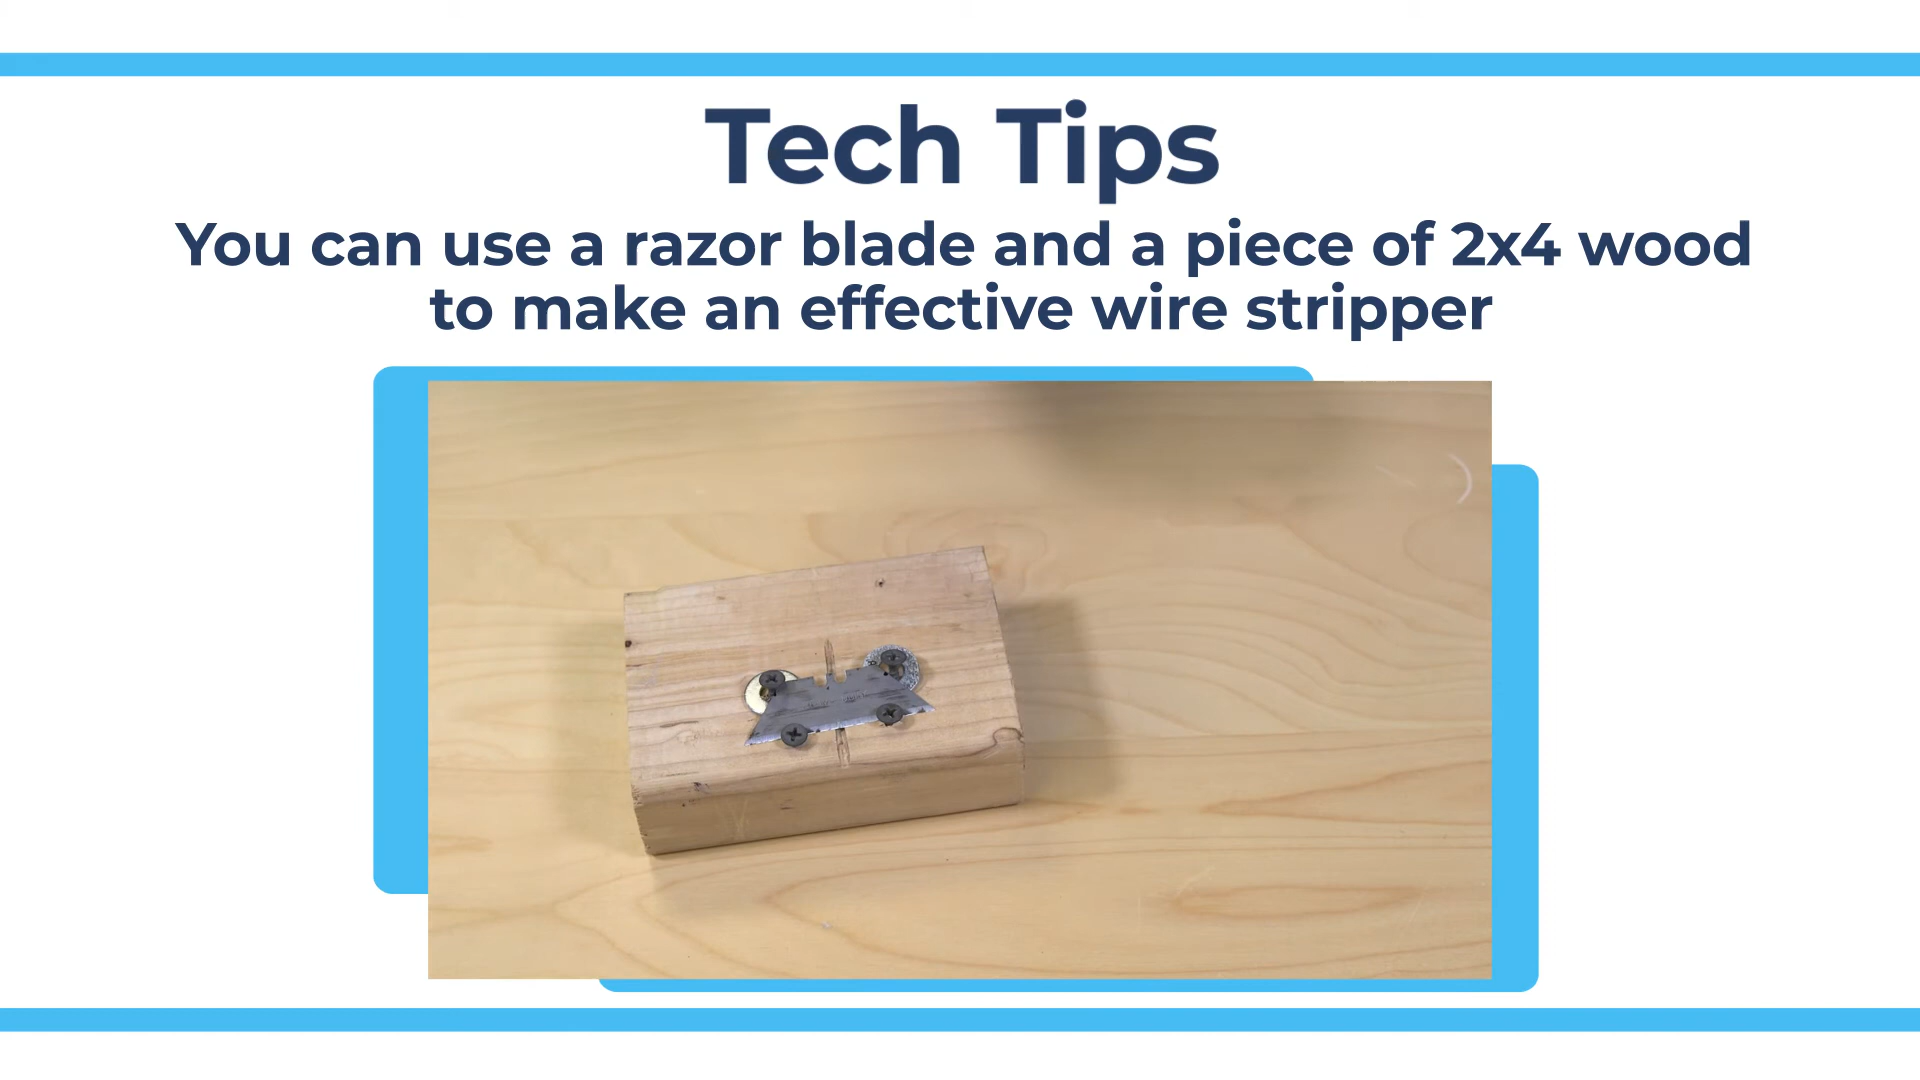 Tech Tips
You can use a razor blade and a piece of 2x4 wood
to make an effective wire stripper